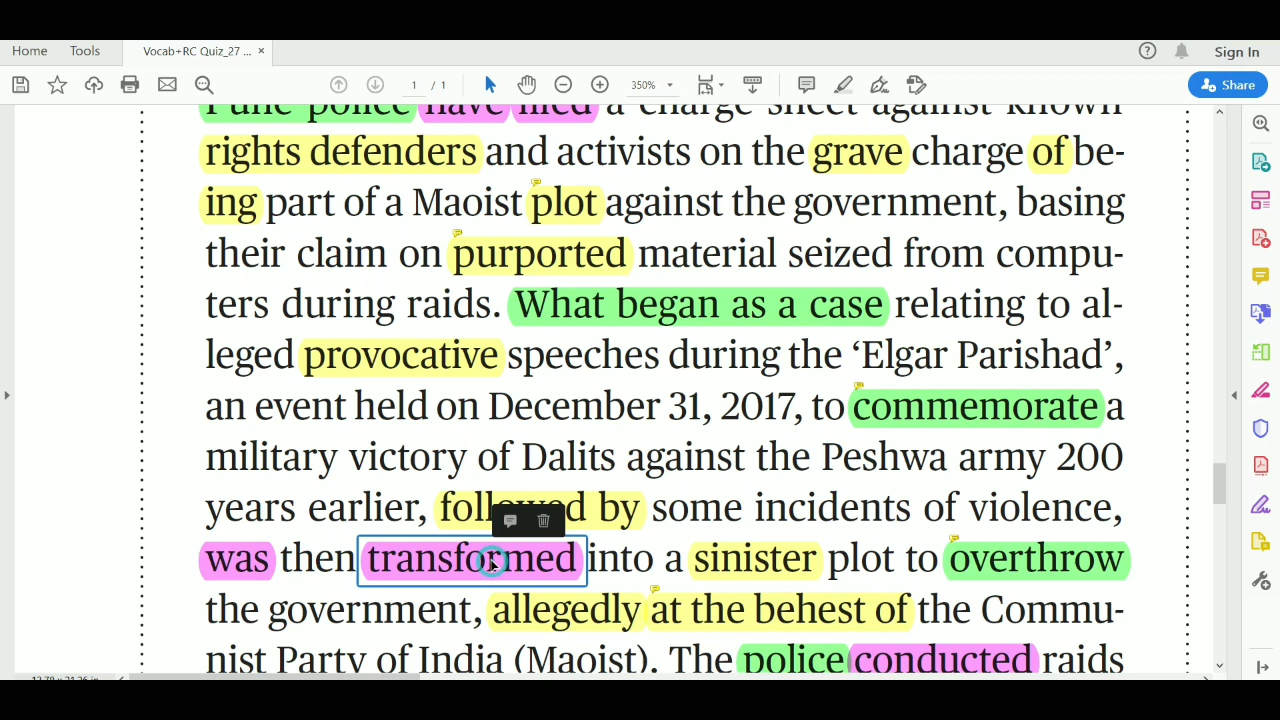 Home Tools Vocab+RC Quiz_27 ... × Sign In
1 / 1 350% Share
Pune police have filed a charge sheet against known
rights defenders and activists on the grave charge of be-
ing part of a Maoist plot against the government, basing
their claim on purported material seized from compu-
ters during raids. What began as a case relating to al-
leged provocative speeches during the ‘Elgar Parishad’,
an event held on December 31, 2017, to commemorate a
military victory of Dalits against the Peshwa army 200
years earlier, followed by some incidents of violence,
was then transformed into a sinister plot to overthrow
the government, allegedly at the behest of the Commu-
nist Party of India (Maoist). The police conducted raids